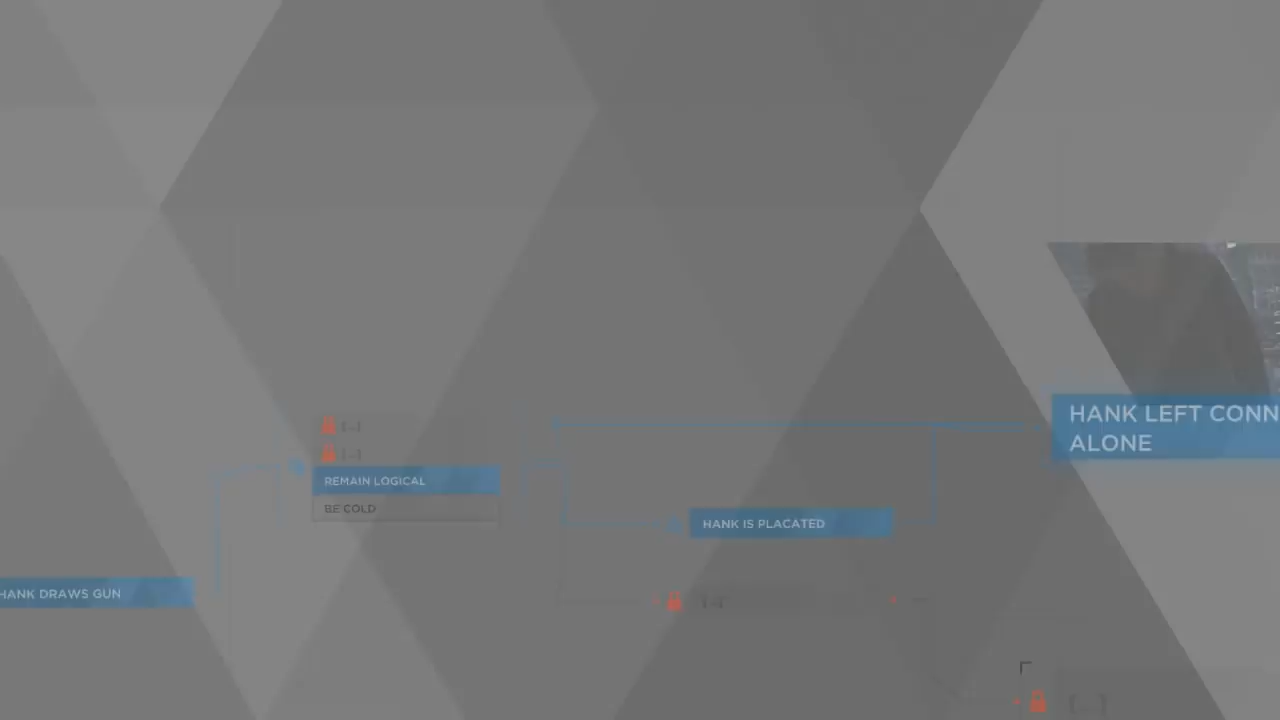 HANK LEFT CONN
ALONE
[...]
[...]
REMAIN LOGICAL
BE COLD
HANK IS PLACATED
HANK DRAWS GUN
[...]